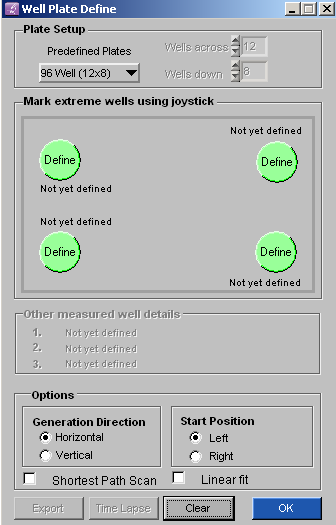 Well Plate Define
Plate Setup
Predefined Plates
96 Well (12x8)
Wells across 12
Wells down 8
Mark extreme wells using joystick
Define
Not yet defined
Not yet defined
Define
Not yet defined
Define
Define
Not yet defined
Other measured well details
1. Not yet defined
2. Not yet defined
3. Not yet defined
Options
Generation Direction
Horizontal
Vertical
Start Position
Left
Right
Shortest Path Scan
Linear fit
Export
Time Lapse
Clear
OK